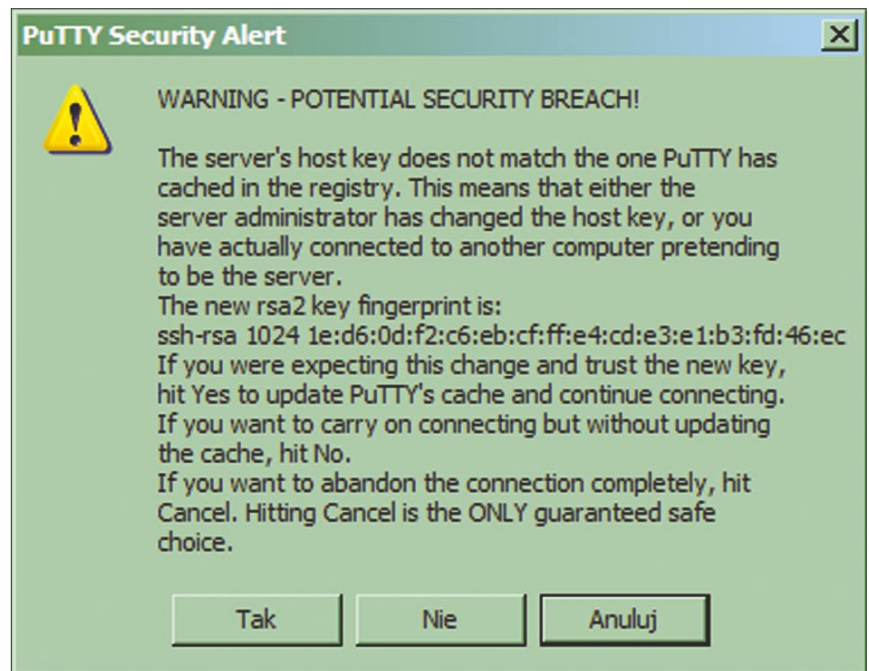 PuTTY Security Alert
WARNING - POTENTIAL SECURITY BREACH!
The server's host key does not match the one PuTTY has
cached in the registry. This means that either the
server administrator has changed the host key, or you
have actually connected to another computer pretending
to be the server.
The new rsa2 key fingerprint is:
ssh-rsa 1024 1e:d6:0d:f2:c6:eb:cf:ff:e4:cd:e3:e1:b3:fd:46:ec
If you were expecting this change and trust the new key,
hit Yes to update PuTTY's cache and continue connecting.
If you want to carry on connecting but without updating
the cache, hit No.
If you want to abandon the connection completely, hit
Cancel. Hitting Cancel is the ONLY guaranteed safe
choice.
Tak Nie Anuluj